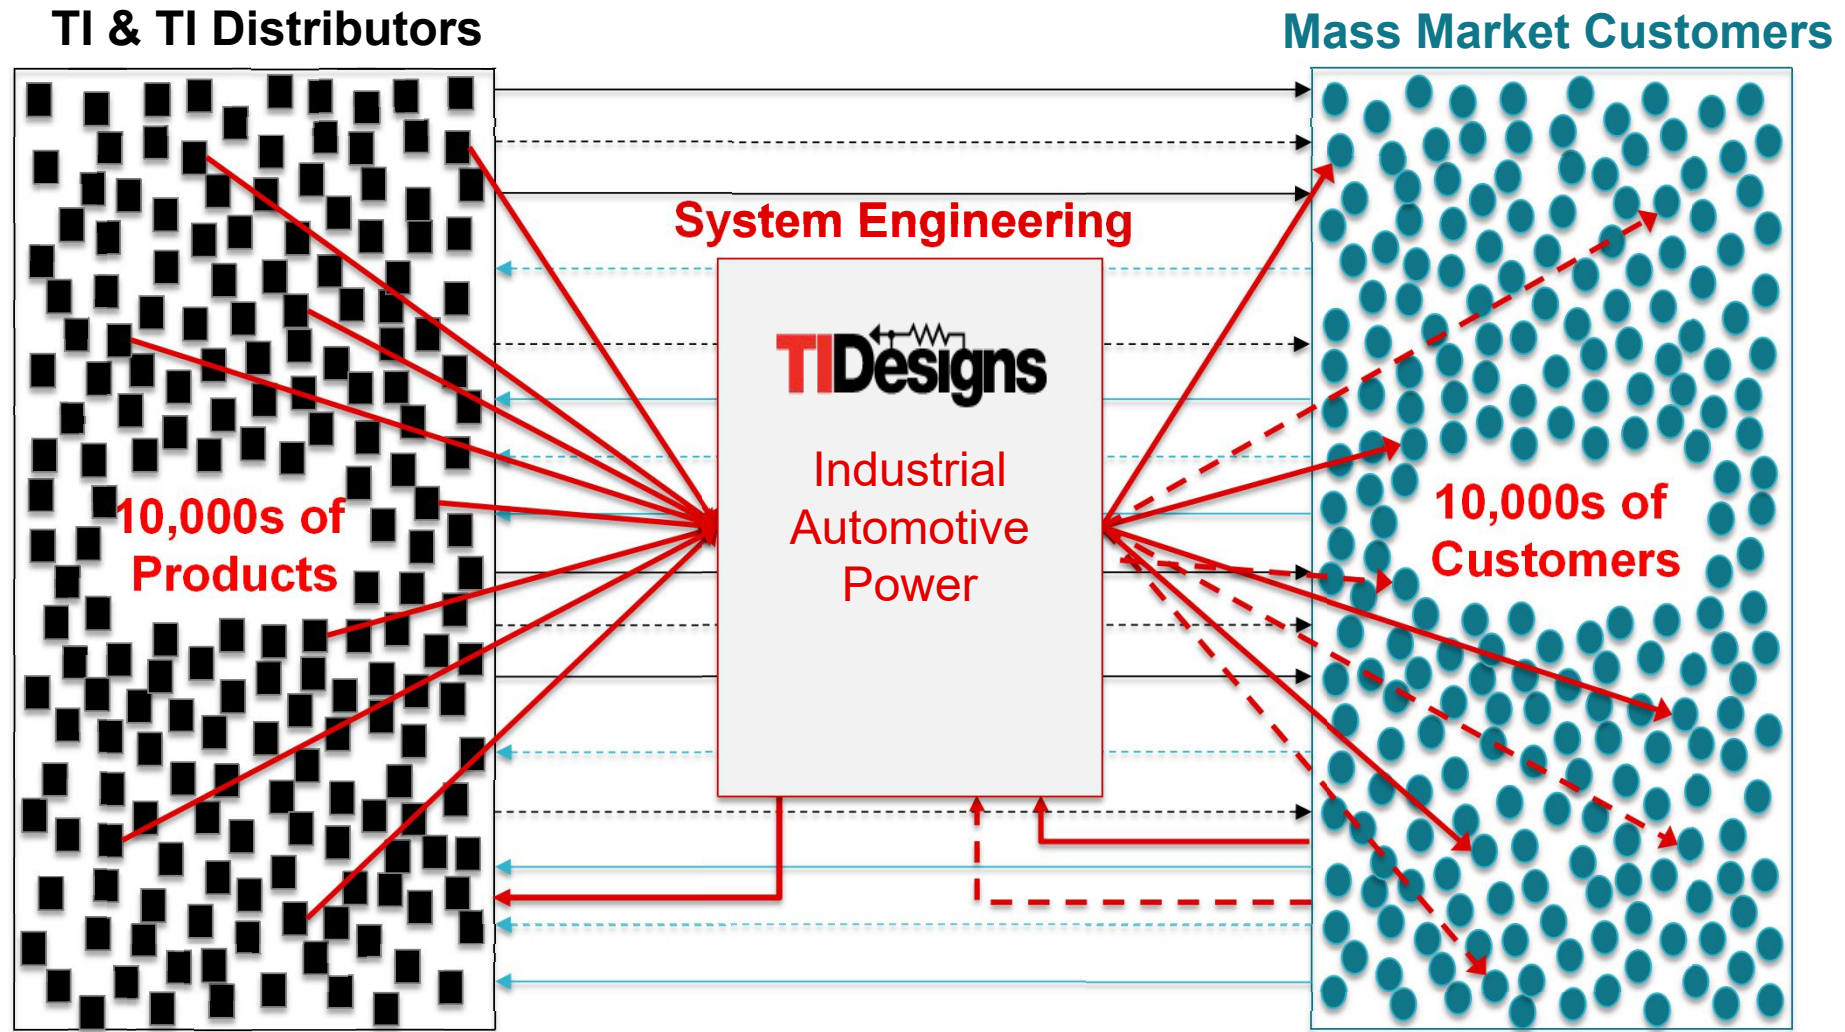 TI & TI Distributors
Mass Market Customers
System Engineering
TIDesigns
Industrial
Automotive
Power
10,000s of
Products
10,000s of
Customers